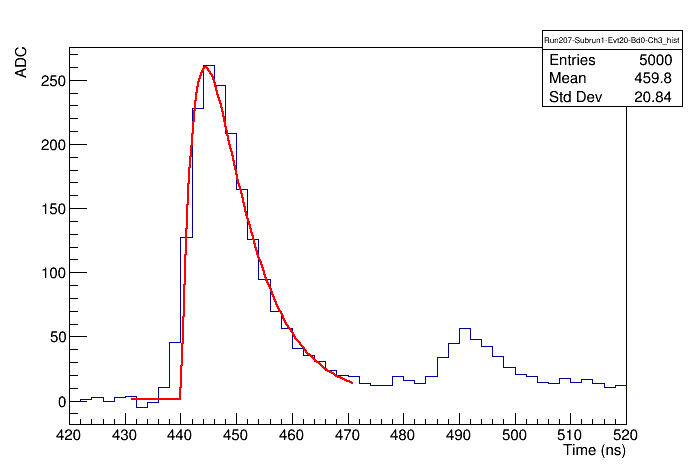 Run207-Subrun1-Evt20-Bd0-Ch3_hist
Entries 5000
Mean 459.8
Std Dev 20.84
ADC
250
200
150
100
50
0
420 430 440 450 460 470 480 490 500 510 520
Time (ns)